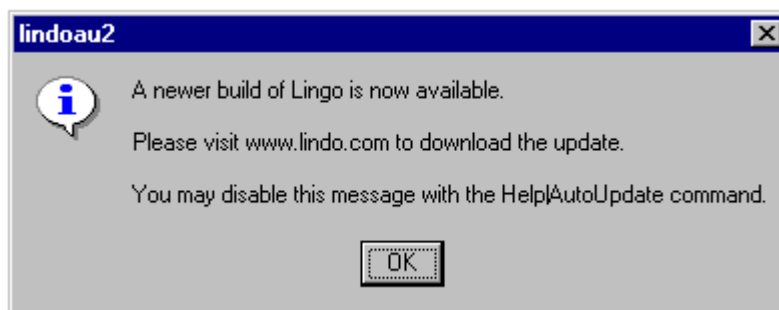 lindoau2
A newer build of Lingo is now available.
Please visit www.lindo.com to download the update.
You may disable this message with the Help|AutoUpdate command.
OK